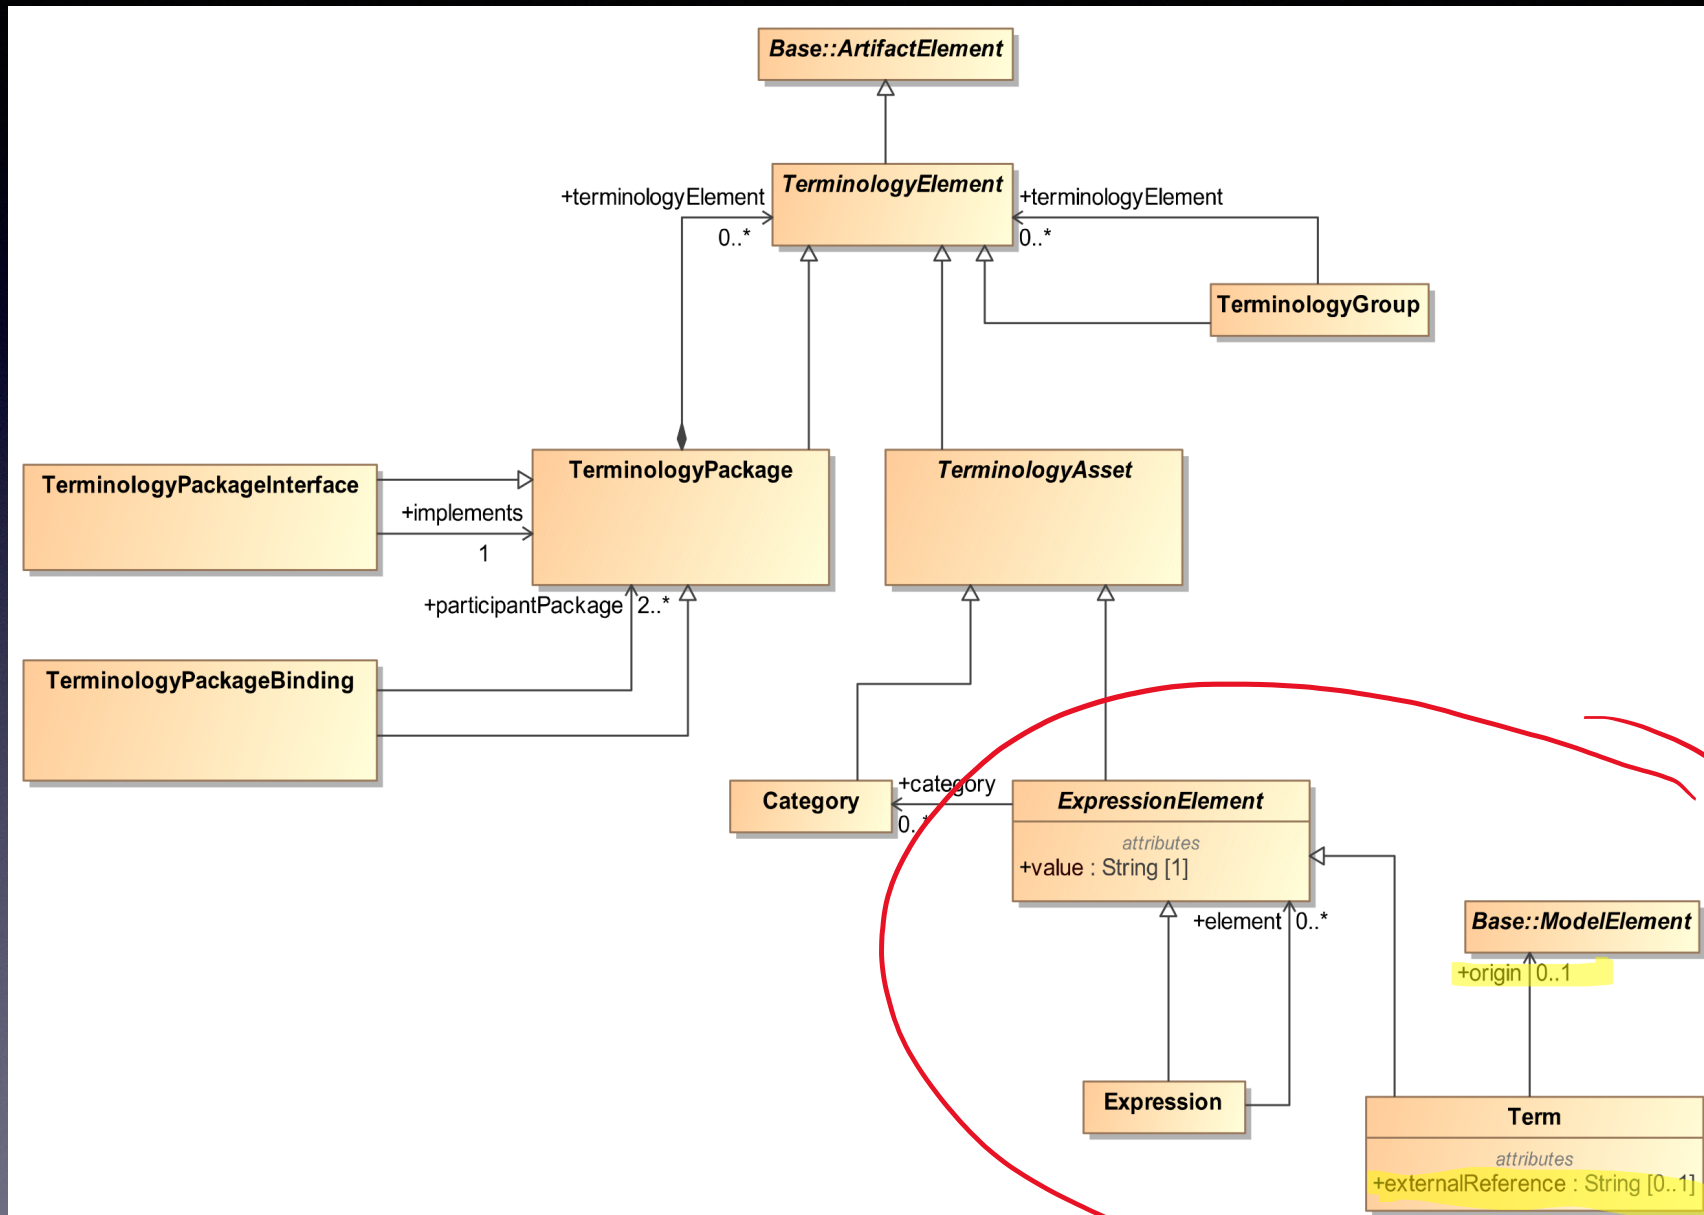 Base::ArtifactElement
TerminologyElement
+terminologyElement
0..*
+terminologyElement
0..*
TerminologyGroup
TerminologyPackageInterface
+implements
1
TerminologyPackage
TerminologyAsset
+participantPackage
2..*
TerminologyPackageBinding
Category
+category
0..*
ExpressionElement
attributes
+value : String [1]
+element
0..*
Base::ModelElement
+origin
0..1
Expression
Term
attributes
+externalReference : String [0..1]